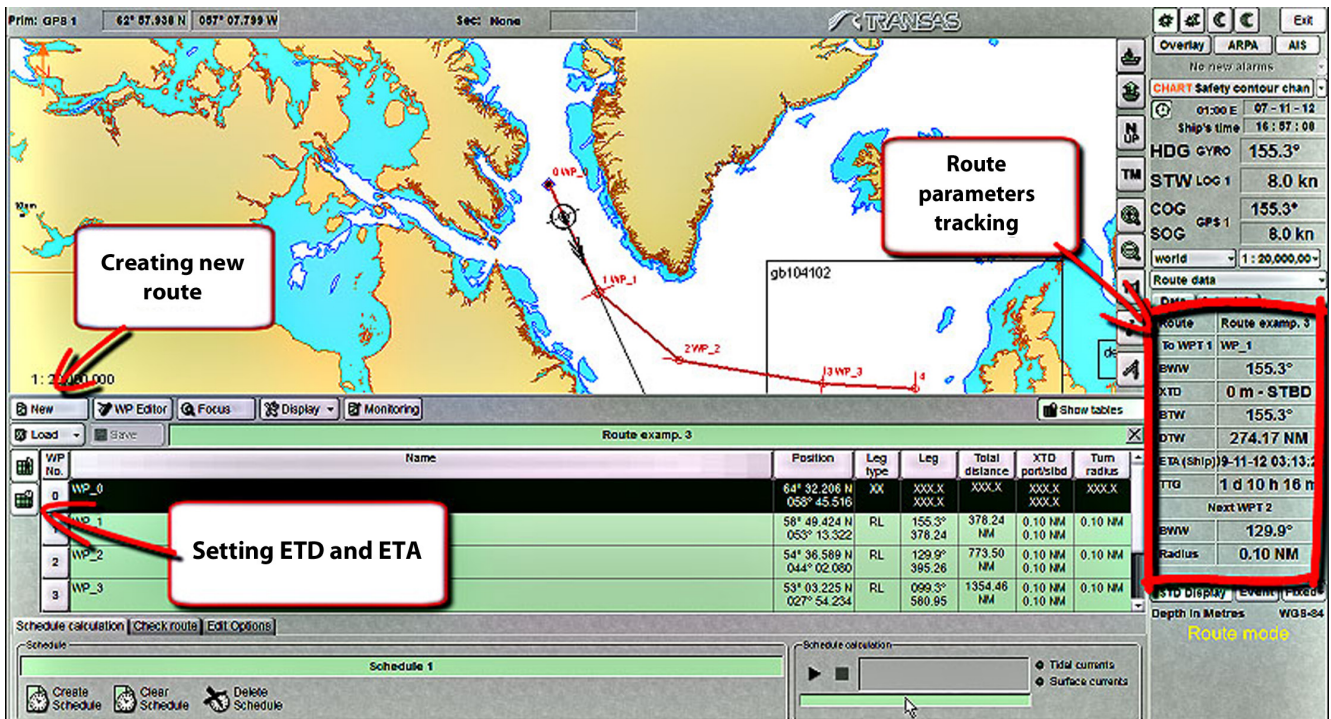 Prim: GPS 1 62° 57.938 N 057° 07.799 W Sec: None TRANSAS Exit
Overlay ARPA AIS
No new alarms
CHART Safety contour chan
01:00 E 07-11-12
Ship's time 16:57:08
HDG GYRO 155.3°
STW LOG 1 8.0 kn
COG 155.3°
GPS 1
SOG 8.0 kn
world 1:20,000,00
Route data
N UP
TM
Route parameters tracking
Creating new route
0 WP_0
1 WP_1
2 WP_2
3 WP_3
4
gb104102
de
Route Route examp. 3
To WPT 1 WP_1
BWW 155.3°
XTD 0 m - STBD
BTW 155.3°
DTW 274.17 NM
ETA (Ship) 09-11-12 03:13:2
TTG 1 d 10 h 16 m
Next WPT 2
BWW 129.9°
Radius 0.10 NM
STD Display Event Fixed
Depth in Metres WGS-84
Route mode
New WP Editor Focus Display Monitoring Show tables
Load Save Route examp. 3
WP No. Name Position Leg type Leg Total distance XTD port/stbd Turn radius
0 WP_0 64° 32.206 N 058° 45.516 XX XXX.X XXX.X XXX.X XXX.X XXX.X XXX.X
1 WP_1 58° 49.424 N 053° 13.322 RL 155.3° 378.24 378.24 NM 0.10 NM 0.10 NM 0.10 NM
2 WP_2 54° 36.589 N 044° 02.080 RL 129.9° 395.26 773.50 NM 0.10 NM 0.10 NM 0.10 NM
3 WP_3 53° 03.225 N 027° 54.234 RL 099.3° 580.95 1354.46 NM 0.10 NM 0.10 NM 0.10 NM
Setting ETD and ETA
Schedule calculation Check route Edit Options
Schedule
Schedule 1
Create Schedule Clear Schedule Delete Schedule
Schedule calculation
Tidal currents
Surface currents